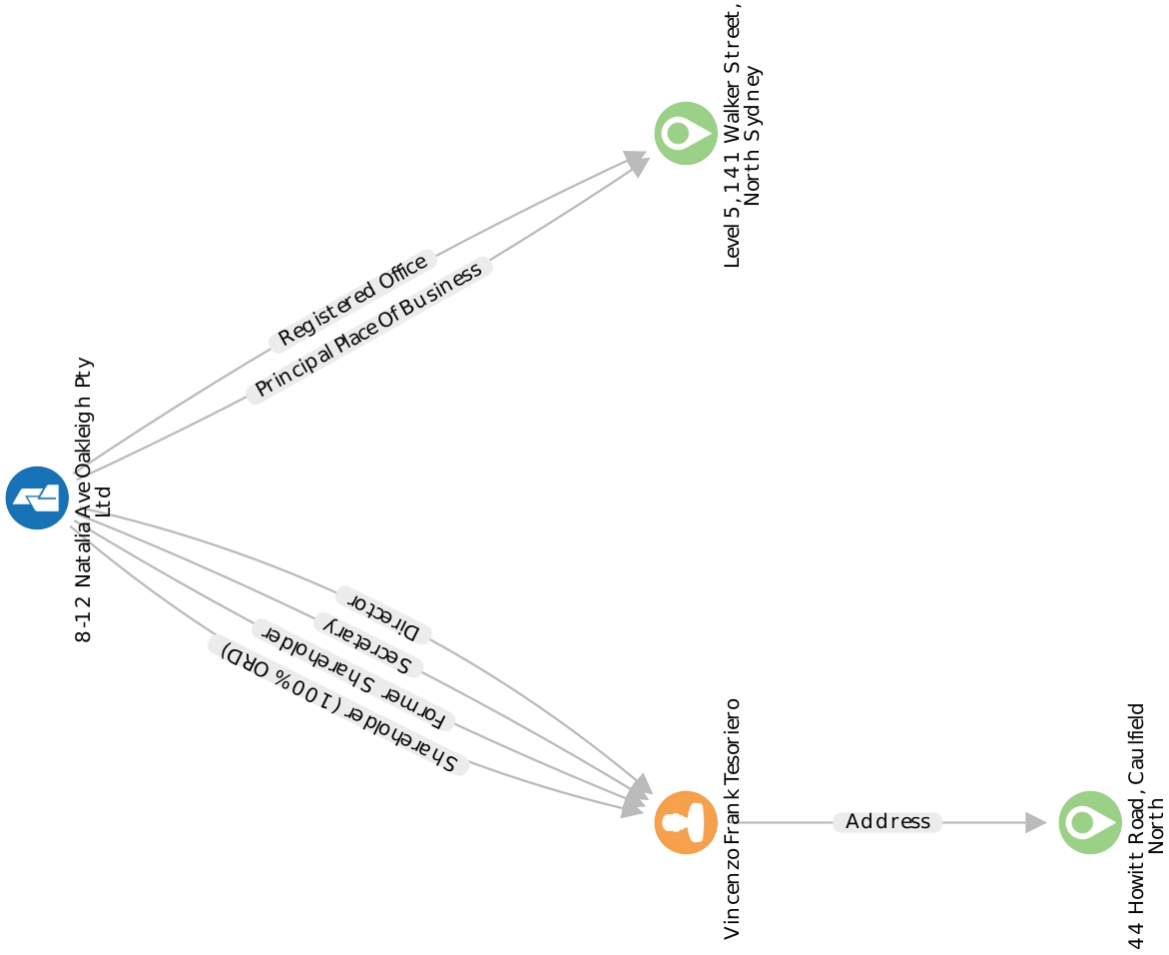 8-12 Natalia Ave Oakleigh Pty
Ltd
Registered Office
Principal Place Of Business
Director
Secretary
Former Shareholder
Shareholder (100% ORD)
Level 5, 141 Walker Street,
North Sydney
Vincenzo Frank Tesoriero
Address
44 Howitt Road, Caulfield
North